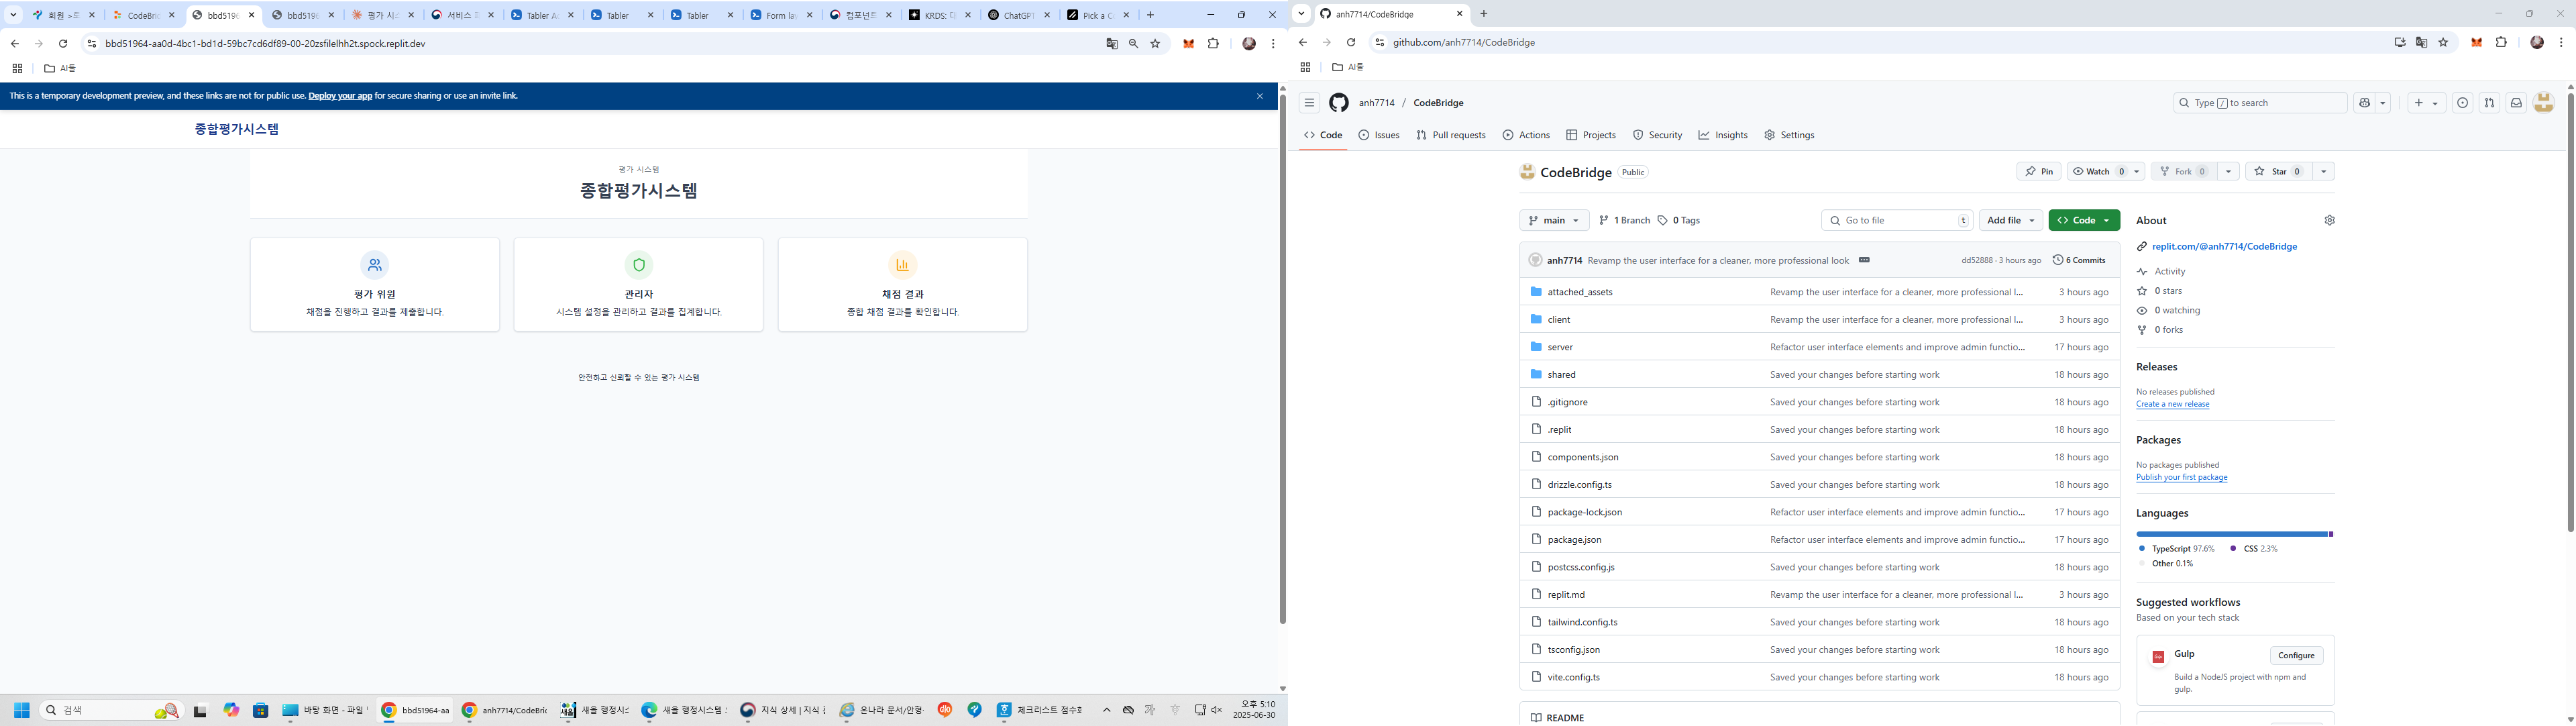 회원 >
CodeBri
bbd5196
bbd519
평가 시스
서비스 패
Tabler A
Tabler
Tabler
Form la
컴포넌트
KRDS: 대
ChatGPT
Pick a C
bbd51964-aa0d-4bc1-bd1d-59bc7cd6df89-00-20zsfilelhh2t.spock.replit.dev
AI툴
This is a temporary development preview, and these links are not for public use. Deploy your app for secure sharing or use an invite link.
종합평가시스템
평가 시스템
종합평가시스템
평가 위원
채점을 진행하고 결과를 제출합니다.
관리자
시스템 설정을 관리하고 결과를 집계합니다.
채점 결과
종합 채점 결과를 확인합니다.
안전하고 신뢰할 수 있는 평가 시스템
검색
바탕 화면 - 파일
bbd51964-aa
anh7714/CodeBri
새올 행정시스
새올 행정시스템
지식 상세 | 지식
온나라 문서/안형
체크리스트 점수
오후 5:10
2025-06-30
anh7714/CodeBridge
github.com/anh7714/CodeBridge
AI툴
anh7714 / CodeBridge
Type / to search
Code Issues Pull requests Actions Projects Security Insights Settings
CodeBridge Public
Pin Watch 0 Fork 0 Star 0
main 1 Branch 0 Tags
Go to file t
Add file Code
anh7714 Revamp the user interface for a cleaner, more professional look dd52888 · 3 hours ago 6 Commits
attached_assets Revamp the user interface for a cleaner, more professional l... 3 hours ago
client Revamp the user interface for a cleaner, more professional l... 3 hours ago
server Refactor user interface elements and improve admin functio... 17 hours ago
shared Saved your changes before starting work 18 hours ago
.gitignore Saved your changes before starting work 18 hours ago
.replit Saved your changes before starting work 18 hours ago
components.json Saved your changes before starting work 18 hours ago
drizzle.config.ts Saved your changes before starting work 18 hours ago
package-lock.json Refactor user interface elements and improve admin functio... 17 hours ago
package.json Refactor user interface elements and improve admin functio... 17 hours ago
postcss.config.js Saved your changes before starting work 18 hours ago
replit.md Revamp the user interface for a cleaner, more professional l... 3 hours ago
tailwind.config.ts Saved your changes before starting work 18 hours ago
tsconfig.json Saved your changes before starting work 18 hours ago
vite.config.ts Saved your changes before starting work 18 hours ago
README
About
replit.com/@anh7714/CodeBridge
Activity
0 stars
0 watching
0 forks
Releases
No releases published
Create a new release
Packages
No packages published
Publish your first package
Languages
TypeScript 97.6% CSS 2.3%
Other 0.1%
Suggested workflows
Based on your tech stack
Gulp
Configure
Build a NodeJS project with npm and
gulp.